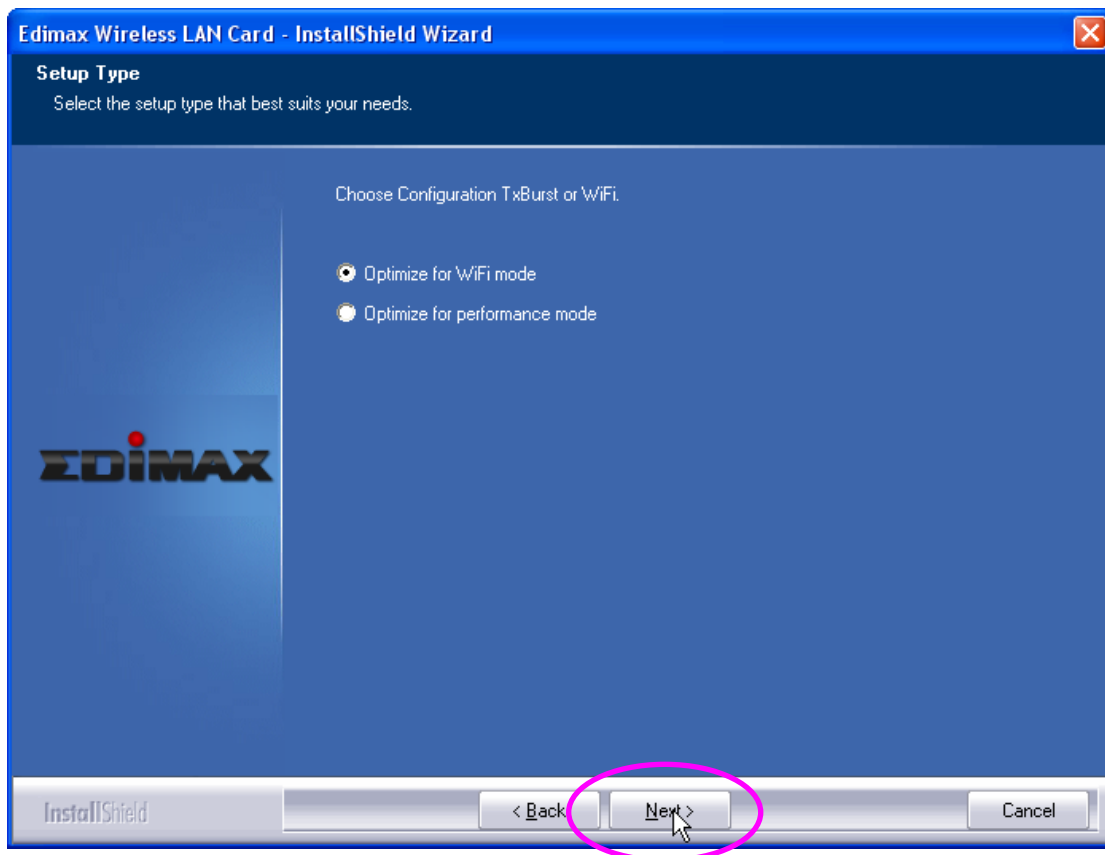 Edimax Wireless LAN Card - InstallShield Wizard
Setup Type
Select the setup type that best suits your needs.
Choose Configuration TxBurst or WiFi.
Optimize for WiFi mode
Optimize for performance mode
EDiMAX
InstallShield
< Back
Next >
Cancel